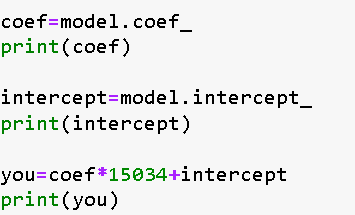 coef=model.coef_
print(coef)
intercept=model.intercept_
print(intercept)
you=coef*15034+intercept
print(you)